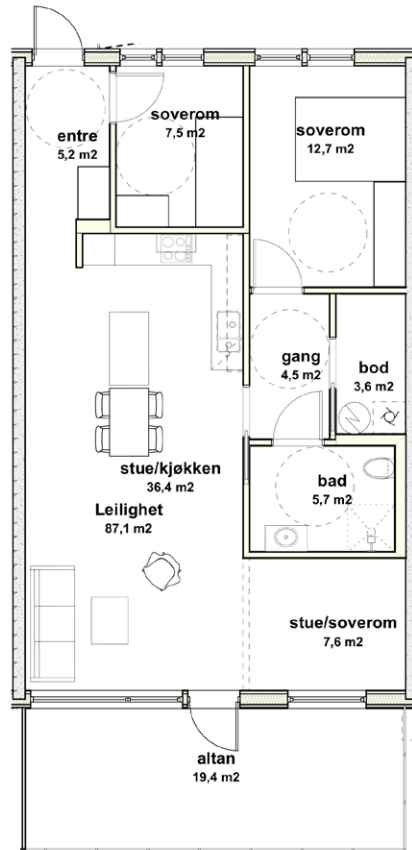 soverom
7,5 m2
entre
5,2 m2
soverom
12,7 m2
gang
4,5 m2
bod
3,6 m2
stue/kjøkken
36,4 m2
bad
5,7 m2
Leilighet
87,1 m2
stue/soverom
7,6 m2
altan
19,4 m2